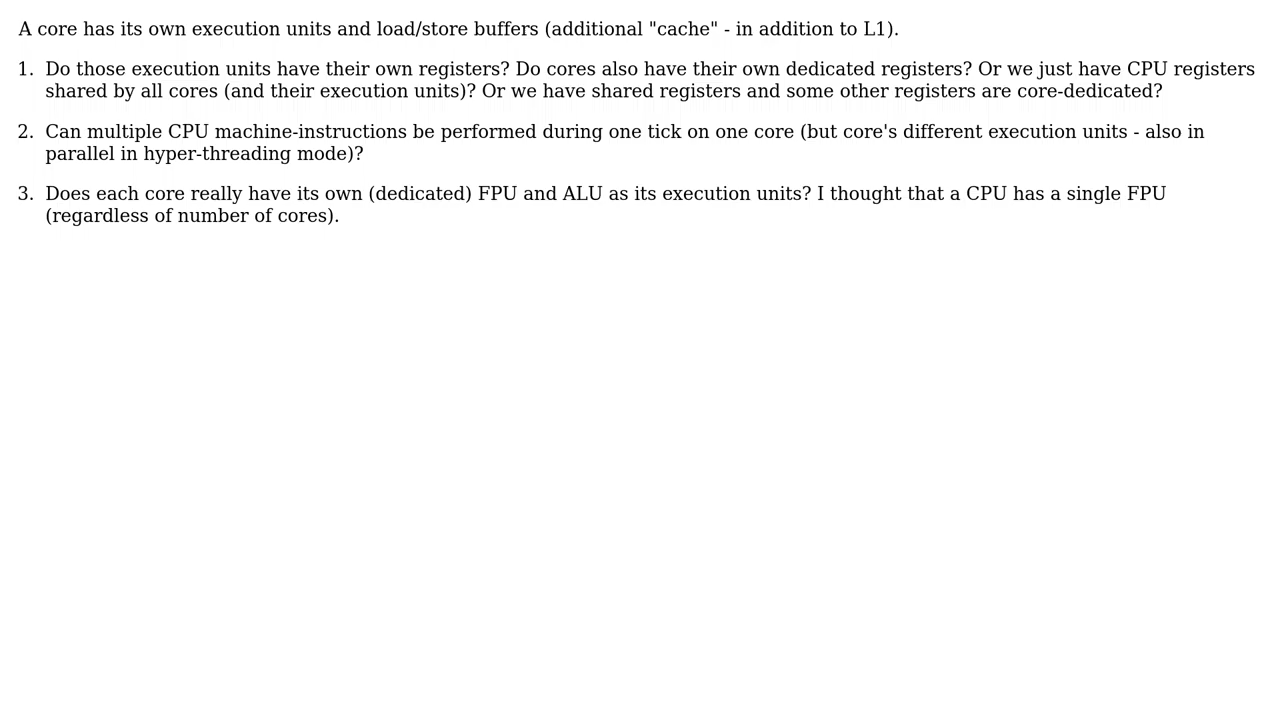 A core has its own execution units and load/store buffers (additional "cache" - in addition to L1).
1. Do those execution units have their own registers? Do cores also have their own dedicated registers? Or we just have CPU registers
shared by all cores (and their execution units)? Or we have shared registers and some other registers are core-dedicated?
2. Can multiple CPU machine-instructions be performed during one tick on one core (but core's different execution units - also in
parallel in hyper-threading mode)?
3. Does each core really have its own (dedicated) FPU and ALU as its execution units? I thought that a CPU has a single FPU
(regardless of number of cores).